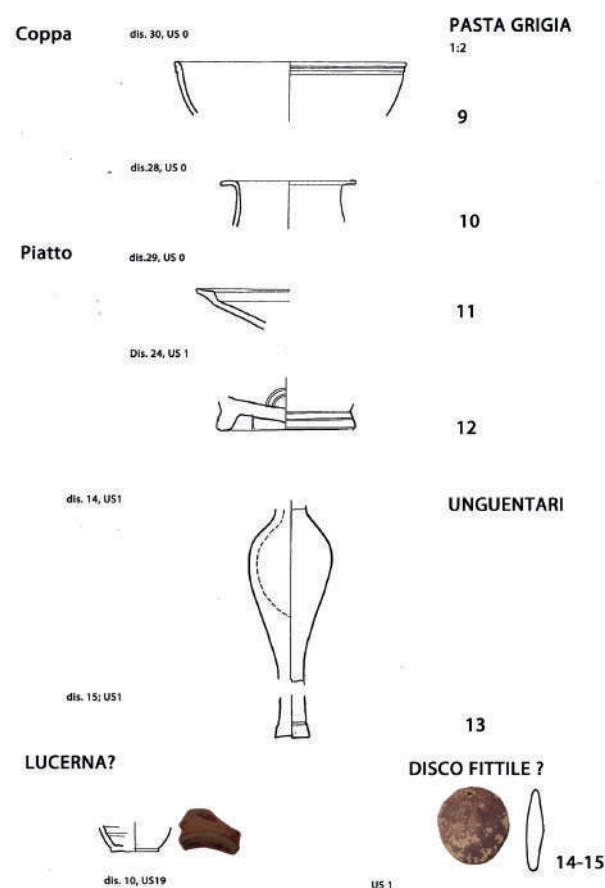 Coppa
dis. 30, US 0
PASTA GRIGIA
1:2
9
dis.28, US 0
10
Piatto
dis.29, US 0
11
Dis. 24, US 1
12
dis. 14, US1
UNGUENTARI
dis. 15; US1
13
LUCERNA?
DISCO FITTILE ?
14-15
dis. 10, US19
US 1